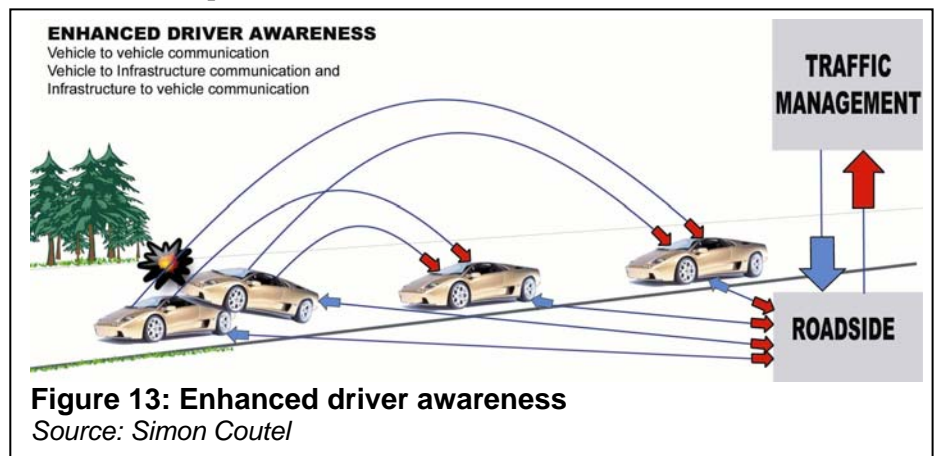 ENHANCED DRIVER AWARENESS
Vehicle to vehicle communication
Vehicle to Infrastructure communication and
Infrastructure to vehicle communication
TRAFFIC
MANAGEMENT
ROADSIDE
Figure 13: Enhanced driver awareness
Source: Simon Coutel